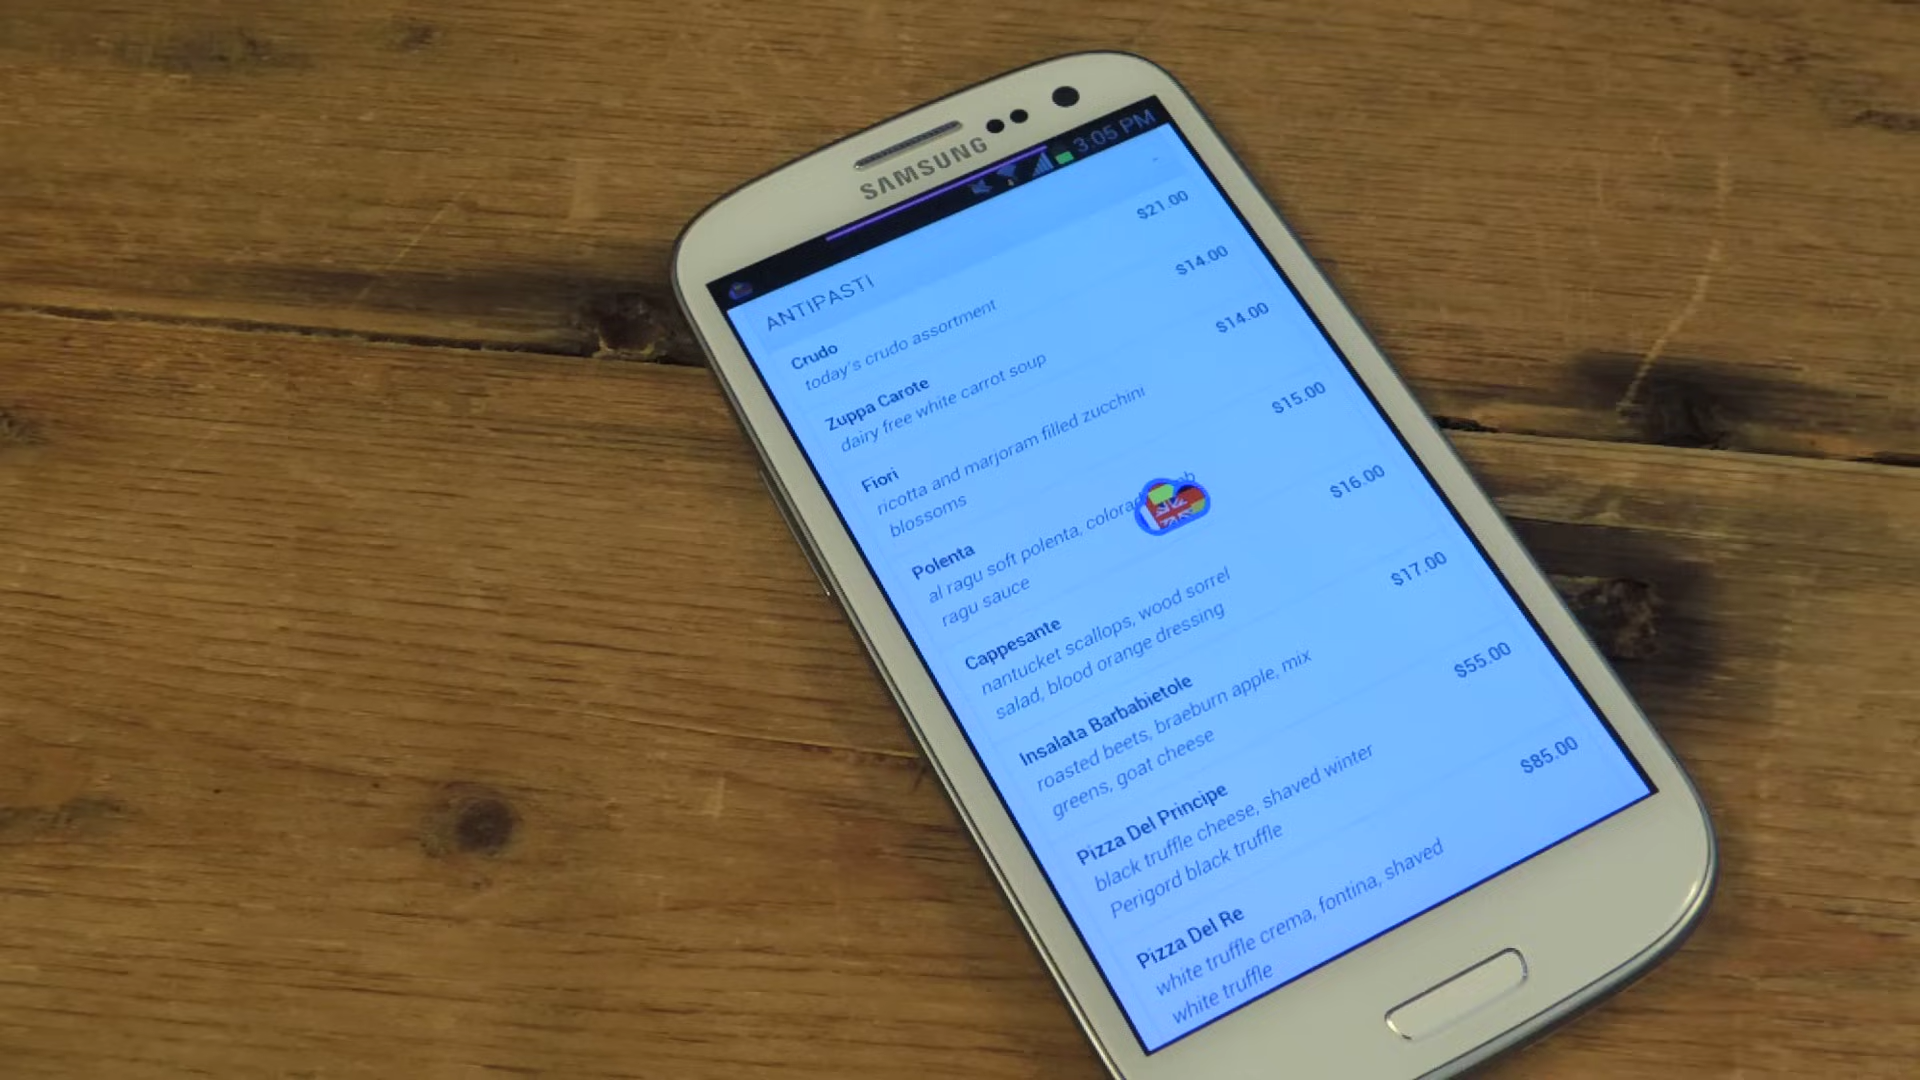 SAMSUNG
3:05 PM
ANTIPASTI
Crudo $21.00
today's crudo assortment
Zuppa Carote $14.00
dairy free white carrot soup
Fiori $14.00
ricotta and marjoram filled zucchini
blossoms
Polenta $15.00
al ragu soft polenta,
ragu sauce
Cappesante $16.00
nantucket scallops, wood sorrel
salad, blood orange dressing
Insalata Barbabietole $17.00
roasted beets, braeburn apple, mix
greens, goat cheese
Pizza Del Principe $55.00
black truffle cheese, shaved winter
Perigord black truffle
Pizza Del Re $85.00
white truffle crema, fontina, shaved
white truffle